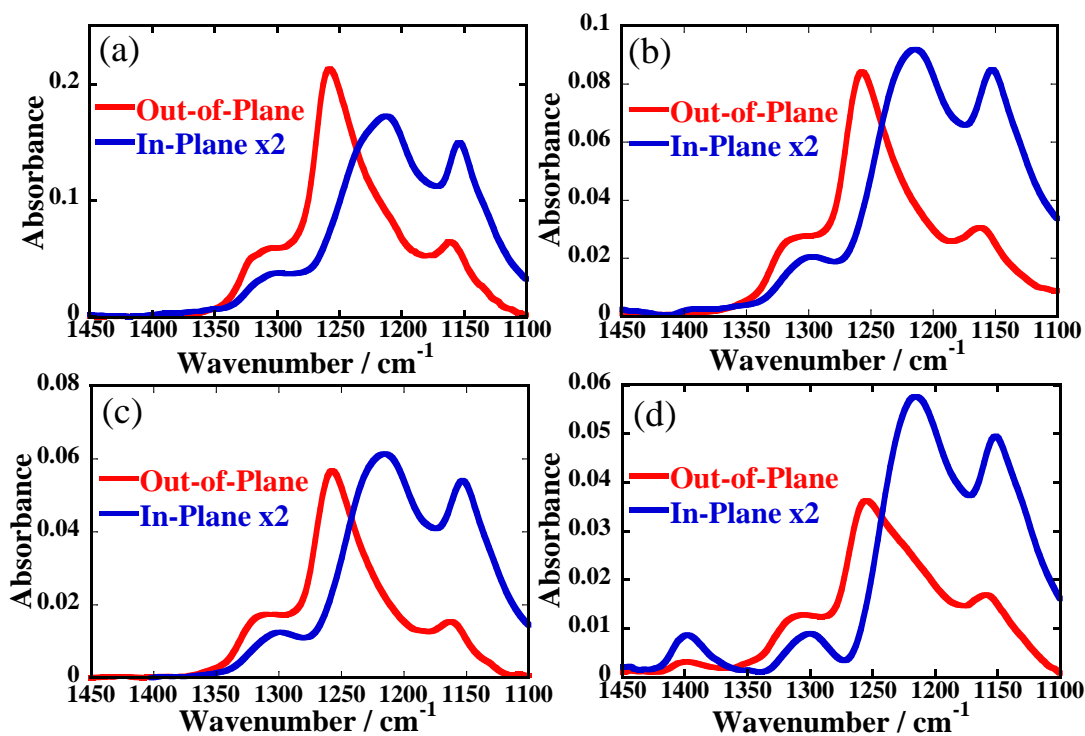 (a)
Out-of-Plane
In-Plane x2
Absorbance
0.2
0.1
0
1450 1400 1350 1300 1250 1200 1150 1100
Wavenumber / cm-1
(b)
Out-of-Plane
In-Plane x2
Absorbance
0.1
0.08
0.06
0.04
0.02
0
1450 1400 1350 1300 1250 1200 1150 1100
Wavenumber / cm-1
(c)
Out-of-Plane
In-Plane x2
Absorbance
0.08
0.06
0.04
0.02
0
1450 1400 1350 1300 1250 1200 1150 1100
Wavenumber / cm-1
(d)
Out-of-Plane
In-Plane x2
Absorbance
0.06
0.05
0.04
0.03
0.02
0.01
0
1450 1400 1350 1300 1250 1200 1150 1100
Wavenumber / cm-1